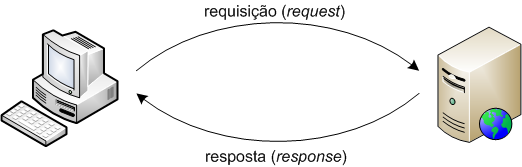 requisição (request)
resposta (response)